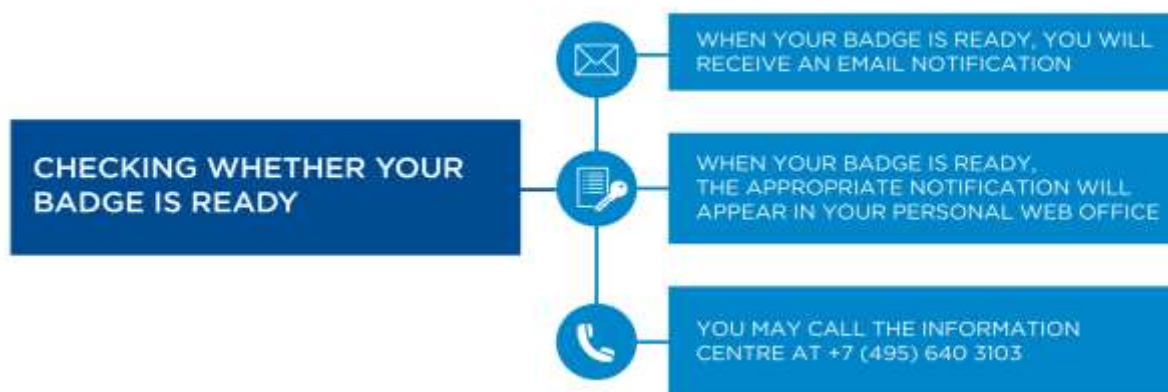 CHECKING WHETHER YOUR
BADGE IS READY
WHEN YOUR BADGE IS READY, YOU WILL
RECEIVE AN EMAIL NOTIFICATION
WHEN YOUR BADGE IS READY,
THE APPROPRIATE NOTIFICATION WILL
APPEAR IN YOUR PERSONAL WEB OFFICE
YOU MAY CALL THE INFORMATION
CENTRE AT +7 (495) 640 3103